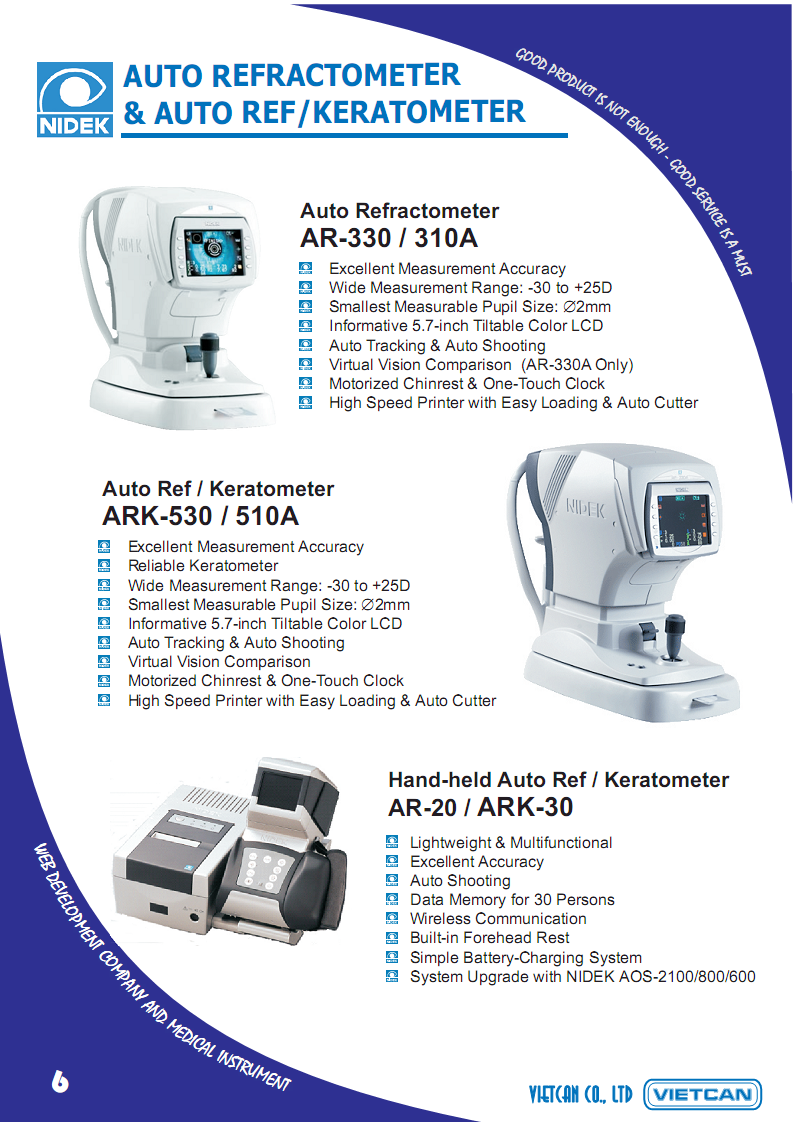 GOOD PRODUCT IS NOT ENOUGH - GOOD SERVICE IS A MUST
NIDEK
AUTO REFRACTOMETER
& AUTO REF/KERATOMETER
Auto Refractometer
AR-330 / 310A
Excellent Measurement Accuracy
Wide Measurement Range: -30 to +25D
Smallest Measurable Pupil Size: ∅2mm
Informative 5.7-inch Tiltable Color LCD
Auto Tracking & Auto Shooting
Virtual Vision Comparison (AR-330A Only)
Motorized Chinrest & One-Touch Clock
High Speed Printer with Easy Loading & Auto Cutter
NIDEK
Auto Ref / Keratometer
ARK-530 / 510A
Excellent Measurement Accuracy
Reliable Keratometer
Wide Measurement Range: -30 to +25D
Smallest Measurable Pupil Size: ∅2mm
Informative 5.7-inch Tiltable Color LCD
Auto Tracking & Auto Shooting
Virtual Vision Comparison
Motorized Chinrest & One-Touch Clock
High Speed Printer with Easy Loading & Auto Cutter
NIDEK
Hand-held Auto Ref / Keratometer
AR-20 / ARK-30
Lightweight & Multifunctional
Excellent Accuracy
Auto Shooting
Data Memory for 30 Persons
Wireless Communication
Built-in Forehead Rest
Simple Battery-Charging System
System Upgrade with NIDEK AOS-2100/800/600
WEB DEVELOPMENT COMPANY AND MEDICAL INSTRUMENT
6
VIETCAN CO., LTD
VIETCAN